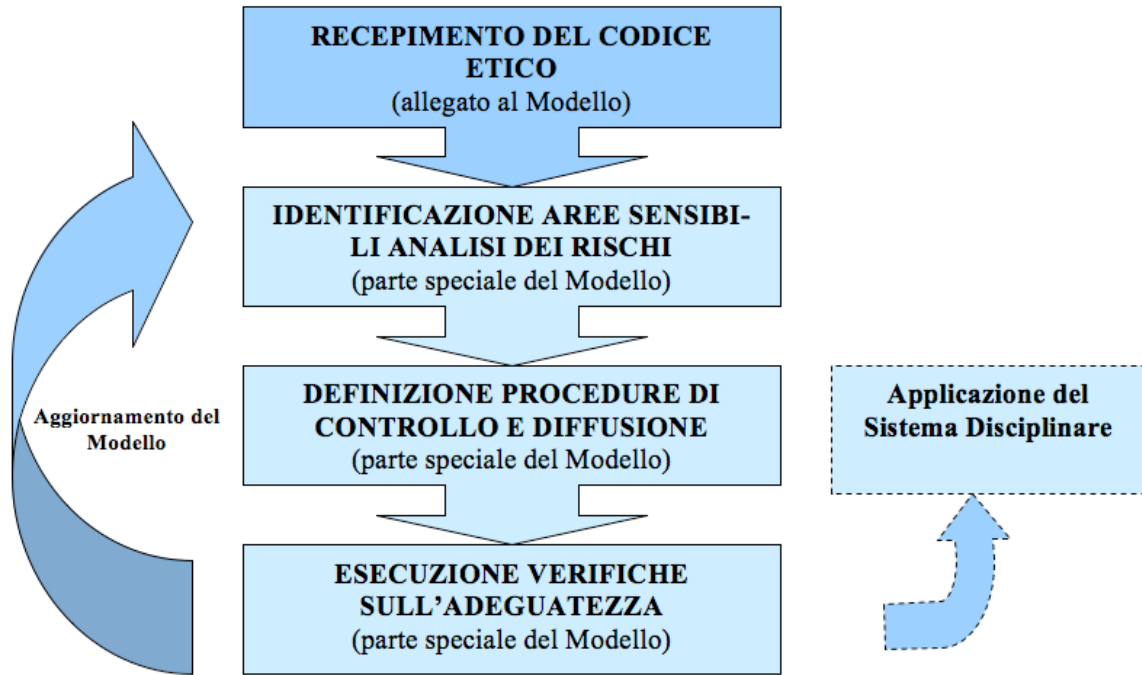 RECEPIMENTO DEL CODICE
ETICO
(allegato al Modello)
IDENTIFICAZIONE AREE SENSIBI-
LI ANALISI DEI RISCHI
(parte speciale del Modello)
DEFINIZIONE PROCEDURE DI
CONTROLLO E DIFFUSIONE
(parte speciale del Modello)
Aggiornamento del
Modello
Applicazione del
Sistema Disciplinare
ESECUZIONE VERIFICHE
SULL’ADEGUATEZZA
(parte speciale del Modello)